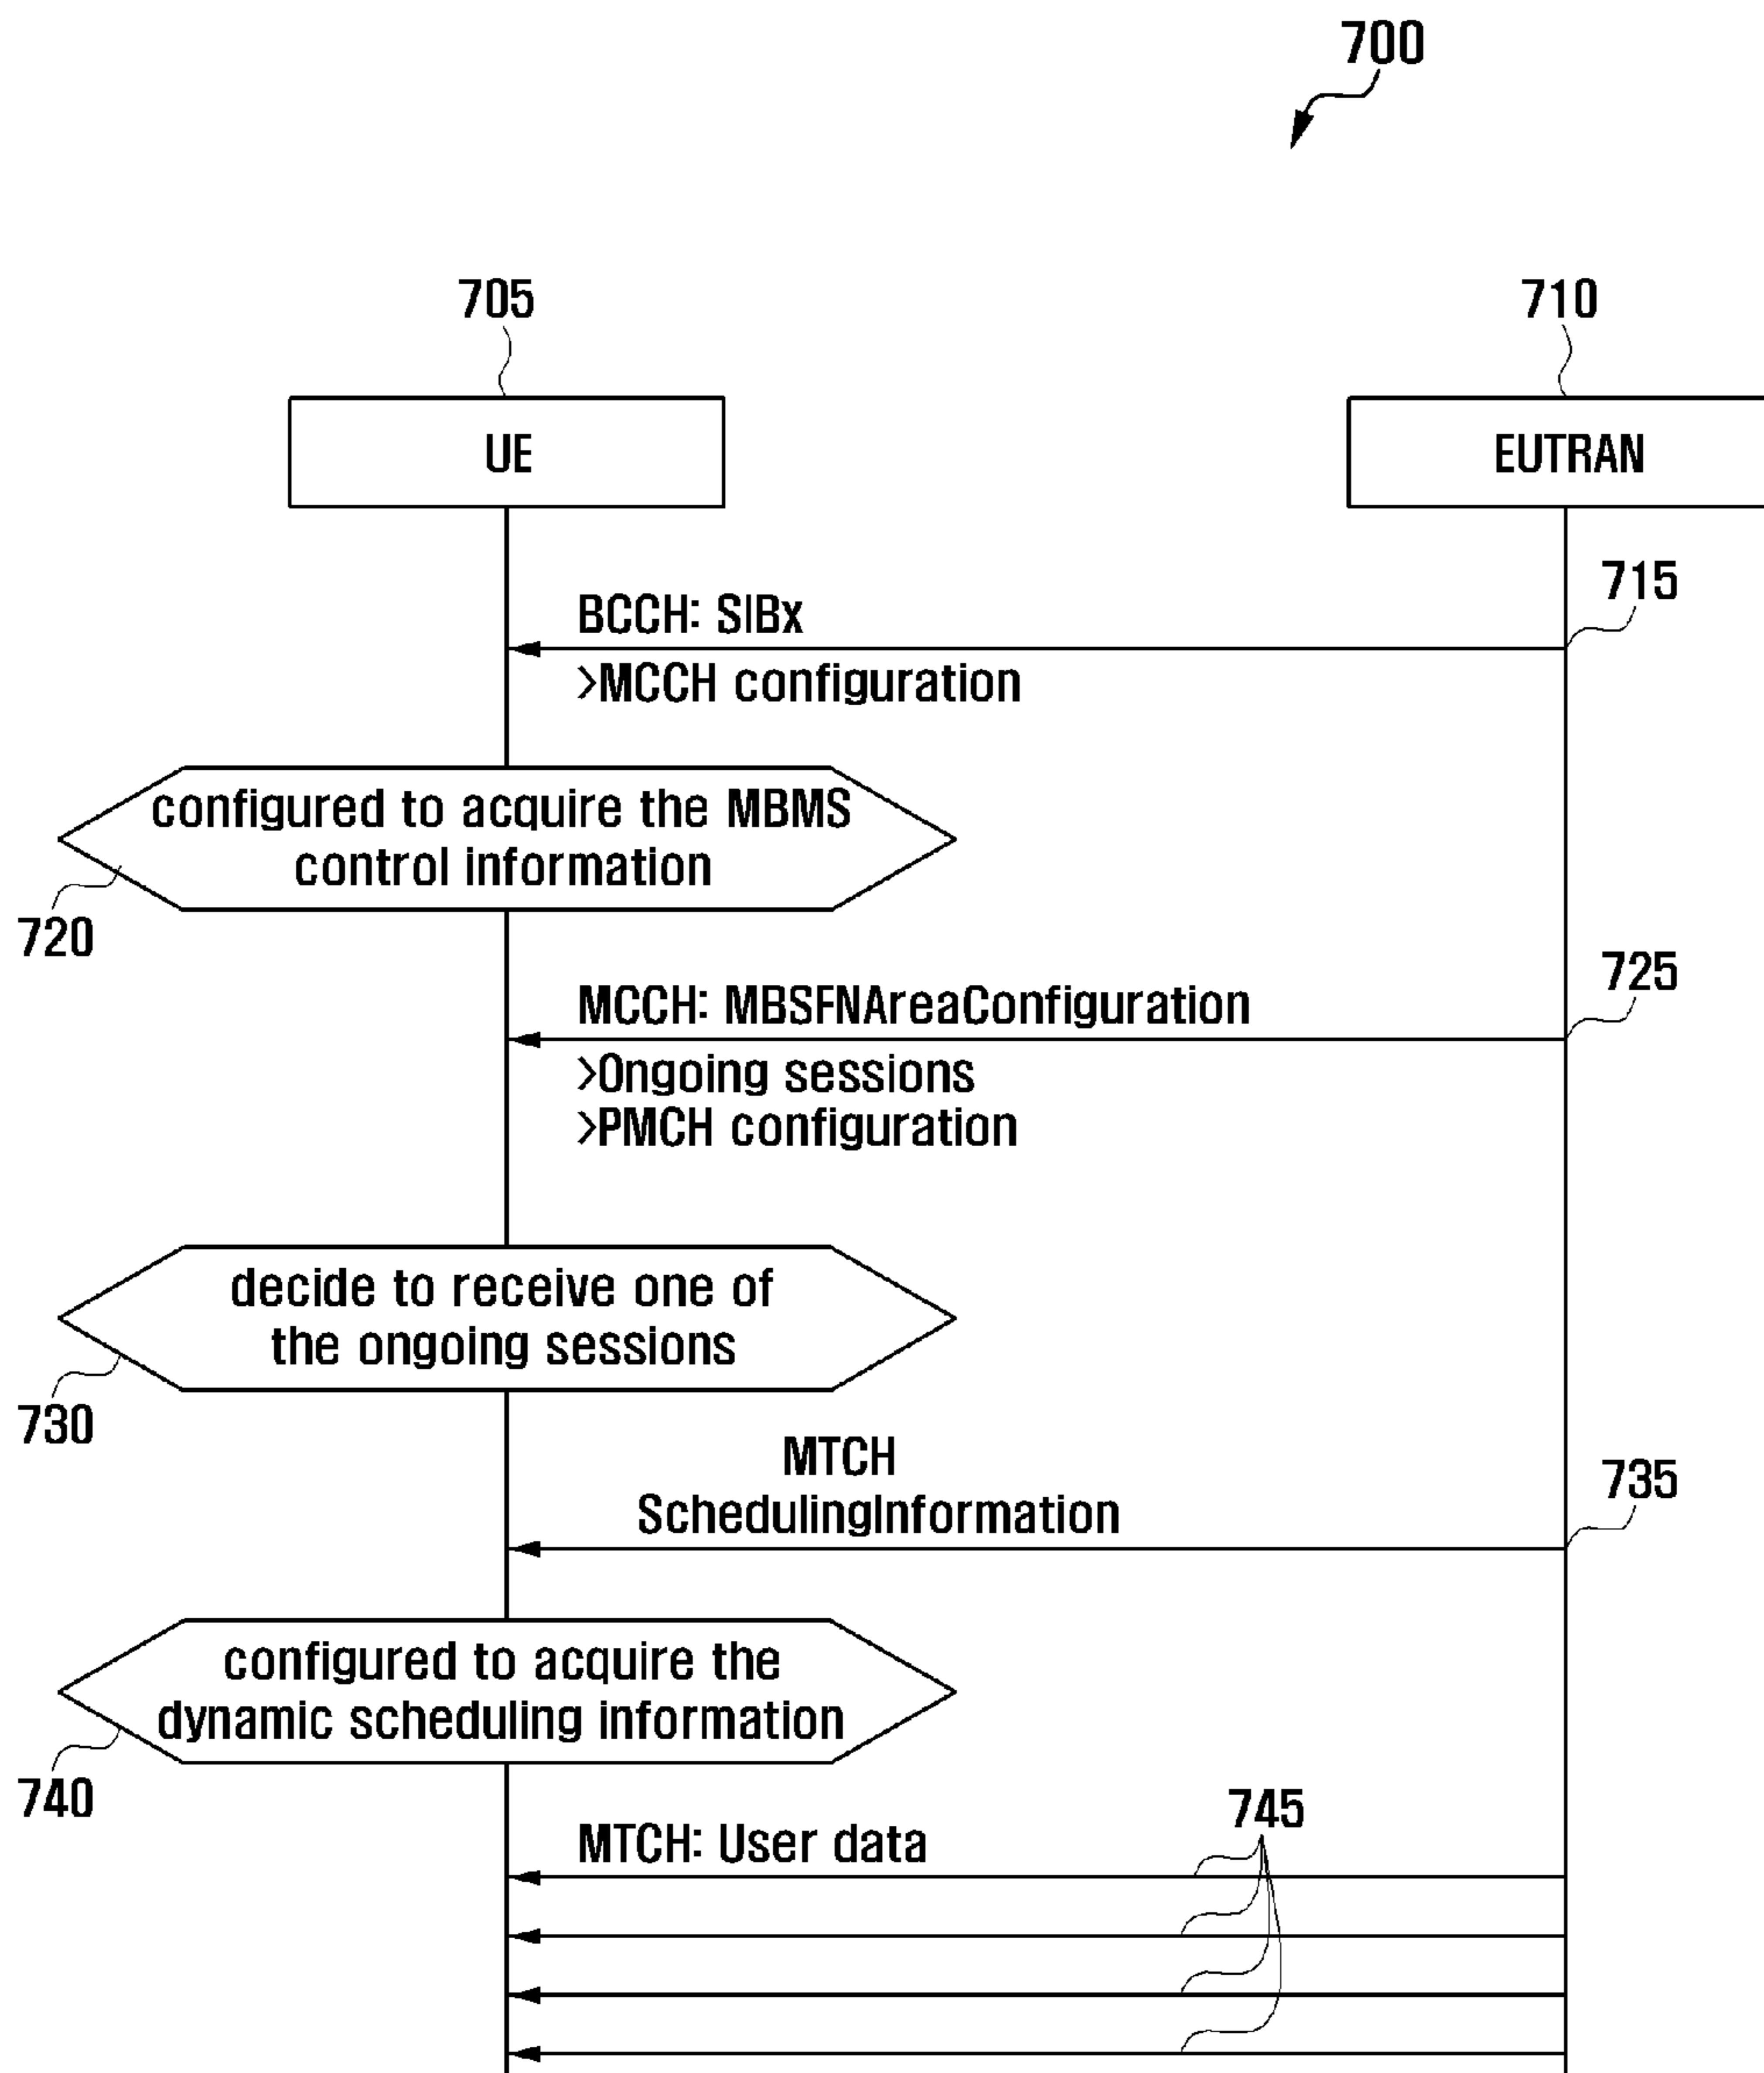 700
705
710
UE
EUTRAN
715
BCCH: SIBx
>MCCH configuration
configured to acquire the MBMS
control information
720
725
MCCH: MBSFNAreaConfiguration
>Ongoing sessions
>PMCH configuration
decide to receive one of
the ongoing sessions
730
MTCH
SchedulingInformation
735
configured to acquire the
dynamic scheduling information
740
745
MTCH: User data